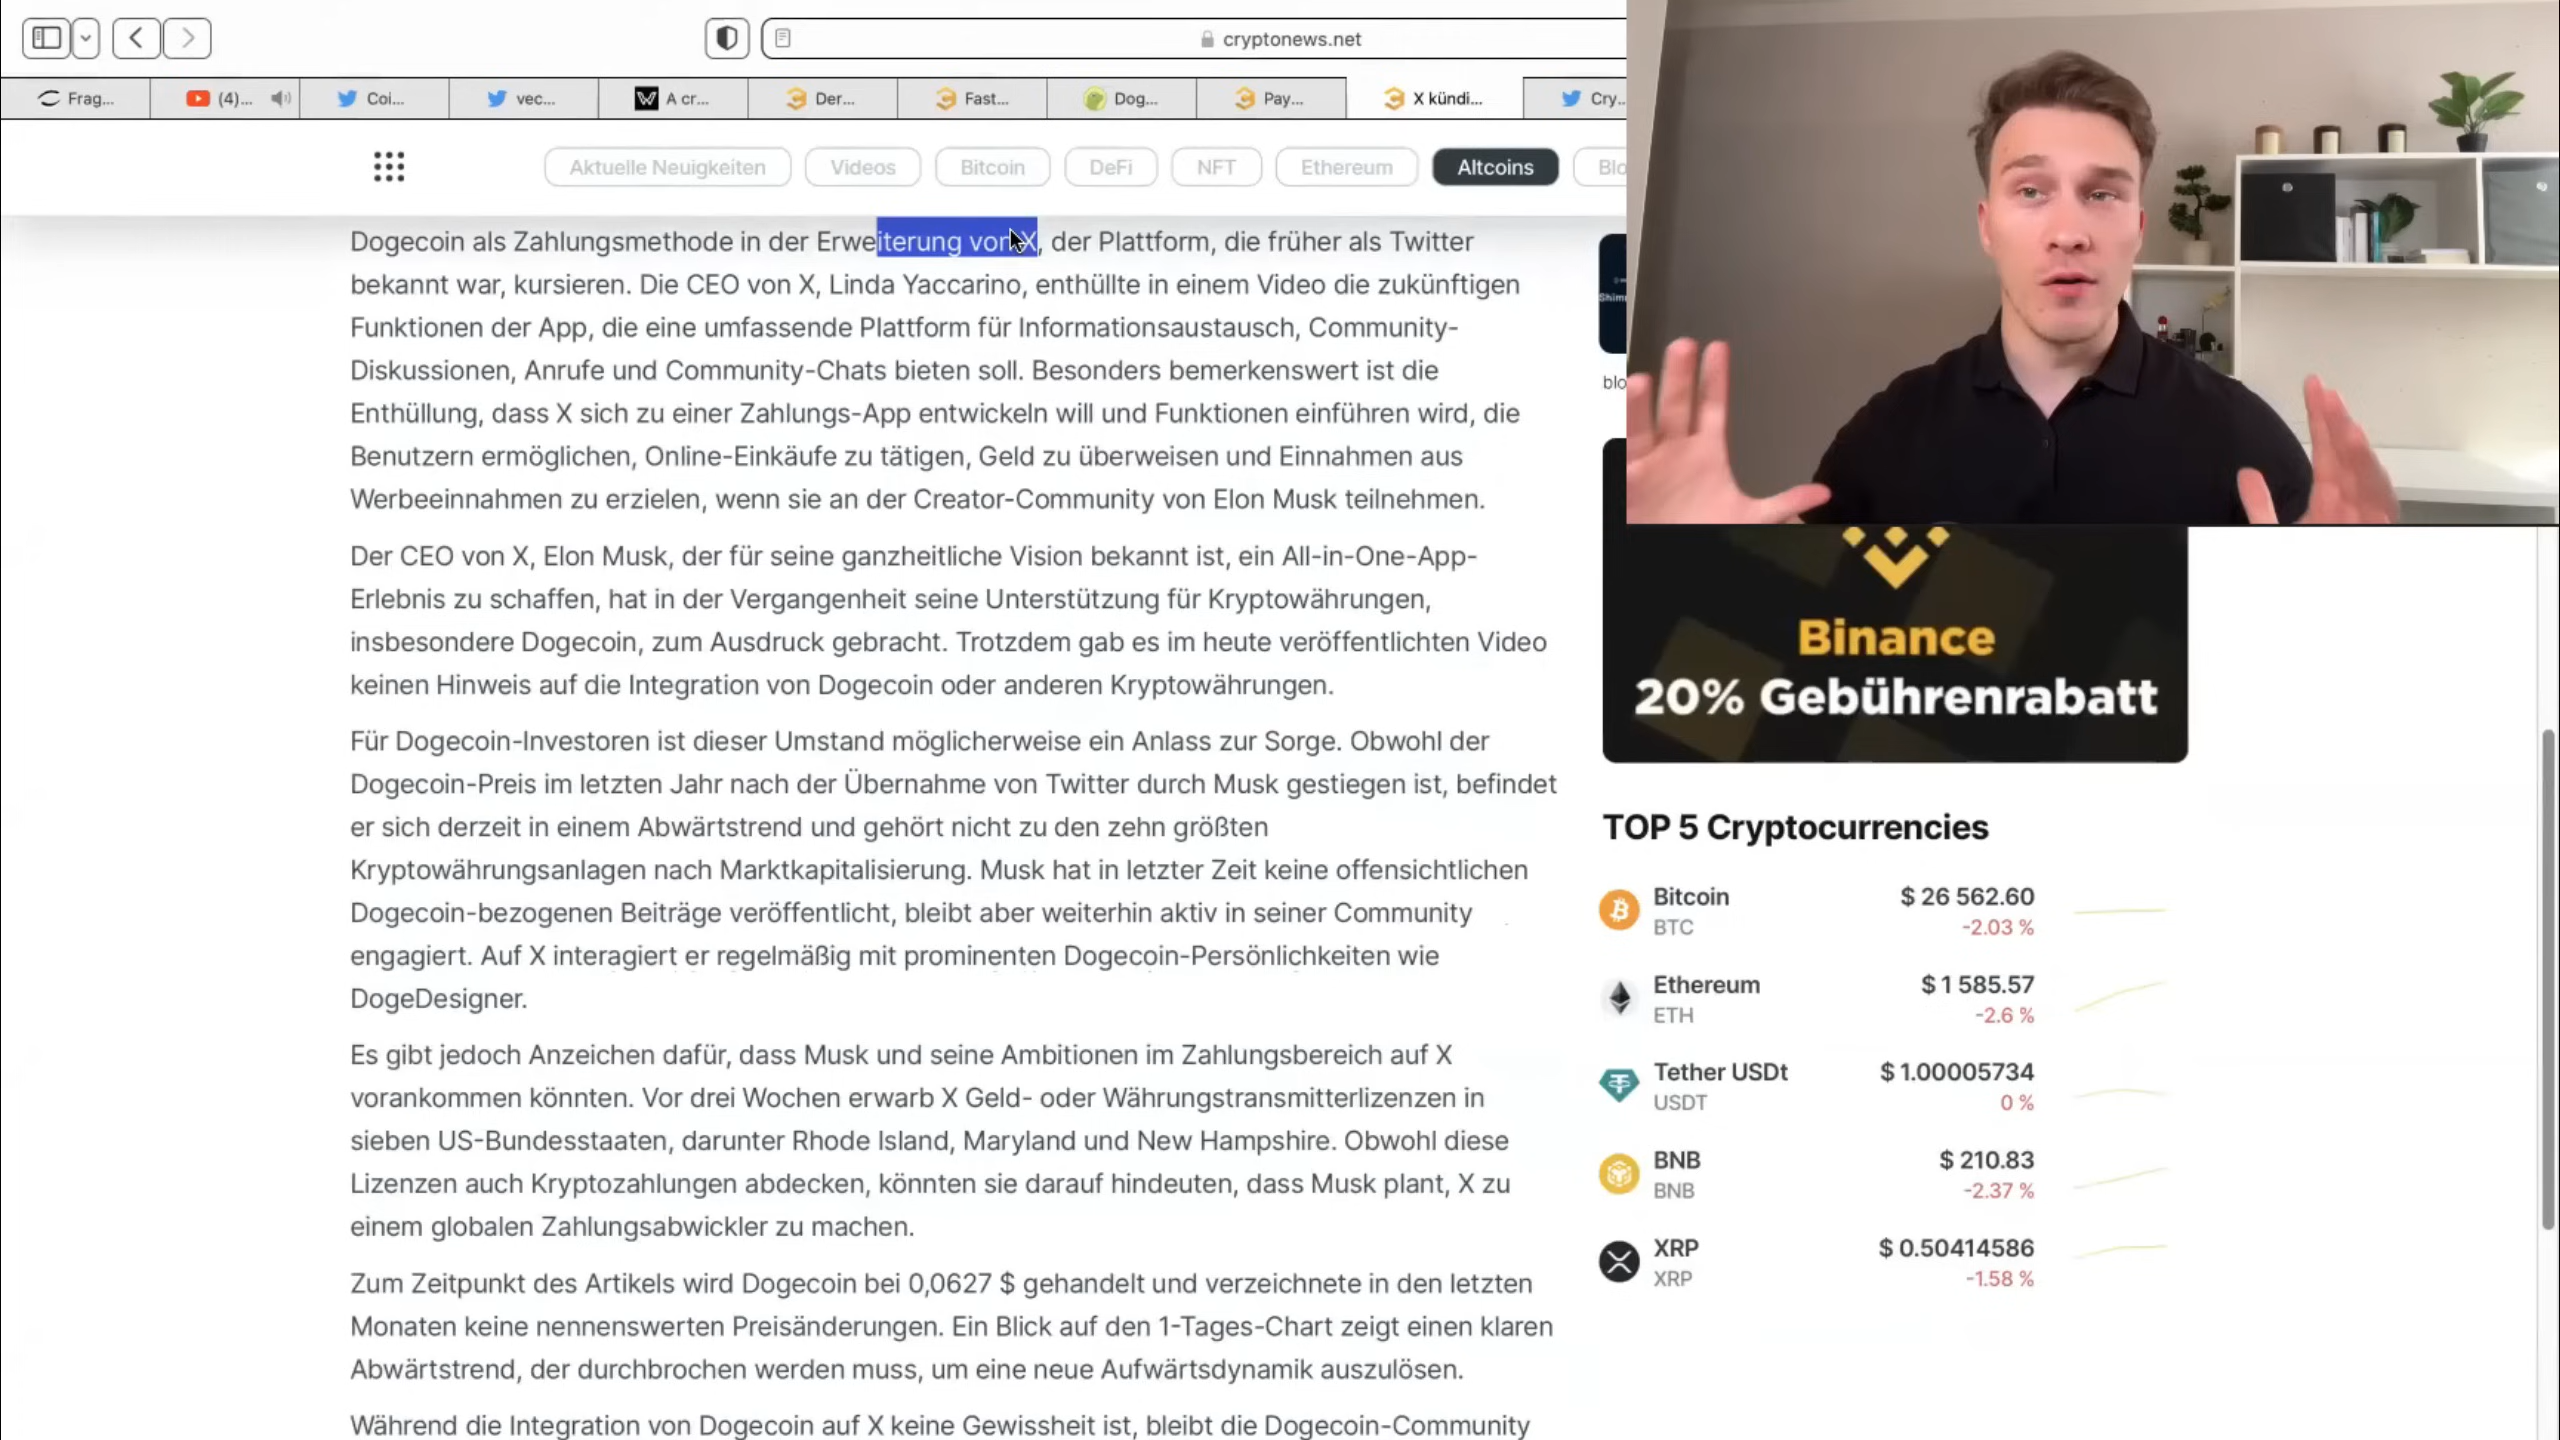 cryptonews.net
Frag...
(4)...
Coi...
vec...
A cr...
Der...
Fast...
Dog...
Pay...
X kündi...
Cry...
Aktuelle Neuigkeiten
Videos
Bitcoin
DeFi
NFT
Ethereum
Altcoins
Blo
Dogecoin als Zahlungsmethode in der Erweiterung von X, der Plattform, die früher als Twitter
bekannt war, kursieren. Die CEO von X, Linda Yaccarino, enthüllte in einem Video die zukünftigen
Funktionen der App, die eine umfassende Plattform für Informationsaustausch, Community-
Diskussionen, Anrufe und Community-Chats bieten soll. Besonders bemerkenswert ist die
Enthüllung, dass X sich zu einer Zahlungs-App entwickeln will und Funktionen einführen wird, die
Benutzern ermöglichen, Online-Einkäufe zu tätigen, Geld zu überweisen und Einnahmen aus
Werbeeinnahmen zu erzielen, wenn sie an der Creator-Community von Elon Musk teilnehmen.
Der CEO von X, Elon Musk, der für seine ganzheitliche Vision bekannt ist, ein All-in-One-App-
Erlebnis zu schaffen, hat in der Vergangenheit seine Unterstützung für Kryptowährungen,
insbesondere Dogecoin, zum Ausdruck gebracht. Trotzdem gab es im heute veröffentlichten Video
keinen Hinweis auf die Integration von Dogecoin oder anderen Kryptowährungen.
Für Dogecoin-Investoren ist dieser Umstand möglicherweise ein Anlass zur Sorge. Obwohl der
Dogecoin-Preis im letzten Jahr nach der Übernahme von Twitter durch Musk gestiegen ist, befindet
er sich derzeit in einem Abwärtstrend und gehört nicht zu den zehn größten
Kryptowährungsanlagen nach Marktkapitalisierung. Musk hat in letzter Zeit keine offensichtlichen
Dogecoin-bezogenen Beiträge veröffentlicht, bleibt aber weiterhin aktiv in seiner Community
engagiert. Auf X interagiert er regelmäßig mit prominenten Dogecoin-Persönlichkeiten wie
DogeDesigner.
Es gibt jedoch Anzeichen dafür, dass Musk und seine Ambitionen im Zahlungsbereich auf X
vorankommen könnten. Vor drei Wochen erwarb X Geld- oder Währungstransmitterlizenzen in
sieben US-Bundesstaaten, darunter Rhode Island, Maryland und New Hampshire. Obwohl diese
Lizenzen auch Kryptozahlungen abdecken, könnten sie darauf hindeuten, dass Musk plant, X zu
einem globalen Zahlungsabwickler zu machen.
Zum Zeitpunkt des Artikels wird Dogecoin bei 0,0627 $ gehandelt und verzeichnete in den letzten
Monaten keine nennenswerten Preisänderungen. Ein Blick auf den 1-Tages-Chart zeigt einen klaren
Abwärtstrend, der durchbrochen werden muss, um eine neue Aufwärtsdynamik auszulösen.
Während die Integration von Dogecoin auf X keine Gewissheit ist, bleibt die Dogecoin-Community
Shim
blo
Binance
20% Gebührenrabatt
TOP 5 Cryptocurrencies
Bitcoin $ 26 562.60
BTC -2.03 %
Ethereum $ 1 585.57
ETH -2.6 %
Tether USDt $ 1.00005734
USDT 0 %
BNB $ 210.83
BNB -2.37 %
XRP $ 0.50414586
XRP -1.58 %